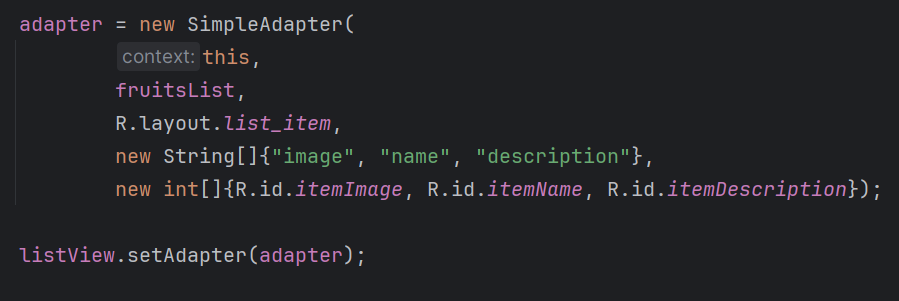 adapter = new SimpleAdapter(
context: this,
fruitsList,
R.layout.list_item,
new String[]{"image", "name", "description"},
new int[]{R.id.itemImage, R.id.itemName, R.id.itemDescription});
listView.setAdapter(adapter);